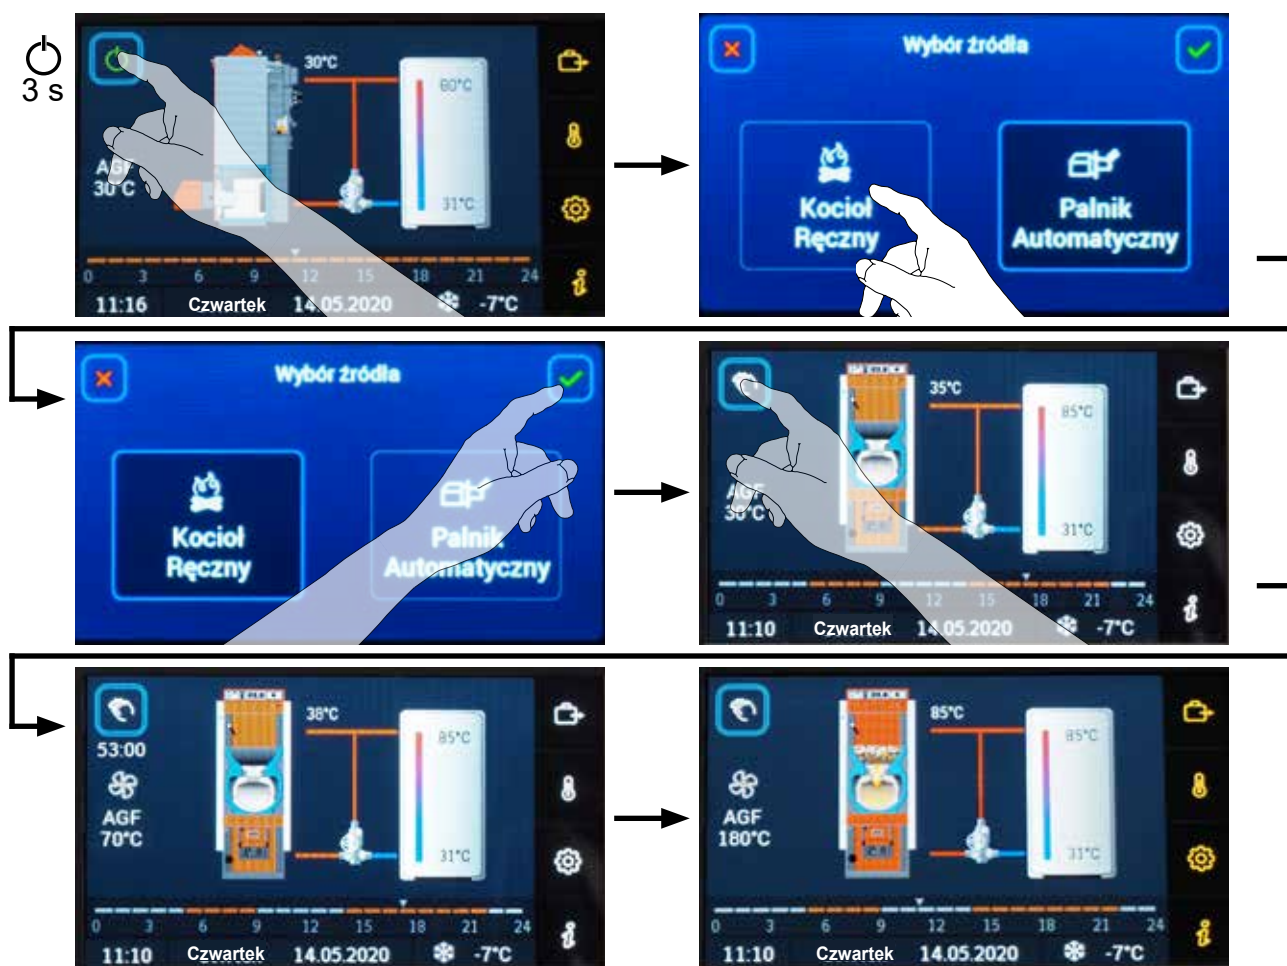 3 s
30°C
80°C
AGF
30°C
31°C
0 3 6 9 12 15 18 21 24
11:16 Czwartek 14.05.2020 -7°C
Wybór źródła
Kocioł
Ręczny
Palnik
Automatyczny
Wybór źródła
Kocioł
Ręczny
Palnik
Automatyczny
35°C
85°C
AGF
30°C
31°C
0 3 6 9 12 15 18 21 24
11:10 Czwartek 14.05.2020 -7°C
38°C
85°C
53:00
AGF
70°C
31°C
0 3 6 9 12 15 18 21 24
11:10 Czwartek 14.05.2020 -7°C
85°C
85°C
AGF
180°C
31°C
0 3 6 9 12 15 18 21 24
11:10 Czwartek 14.05.2020 -7°C